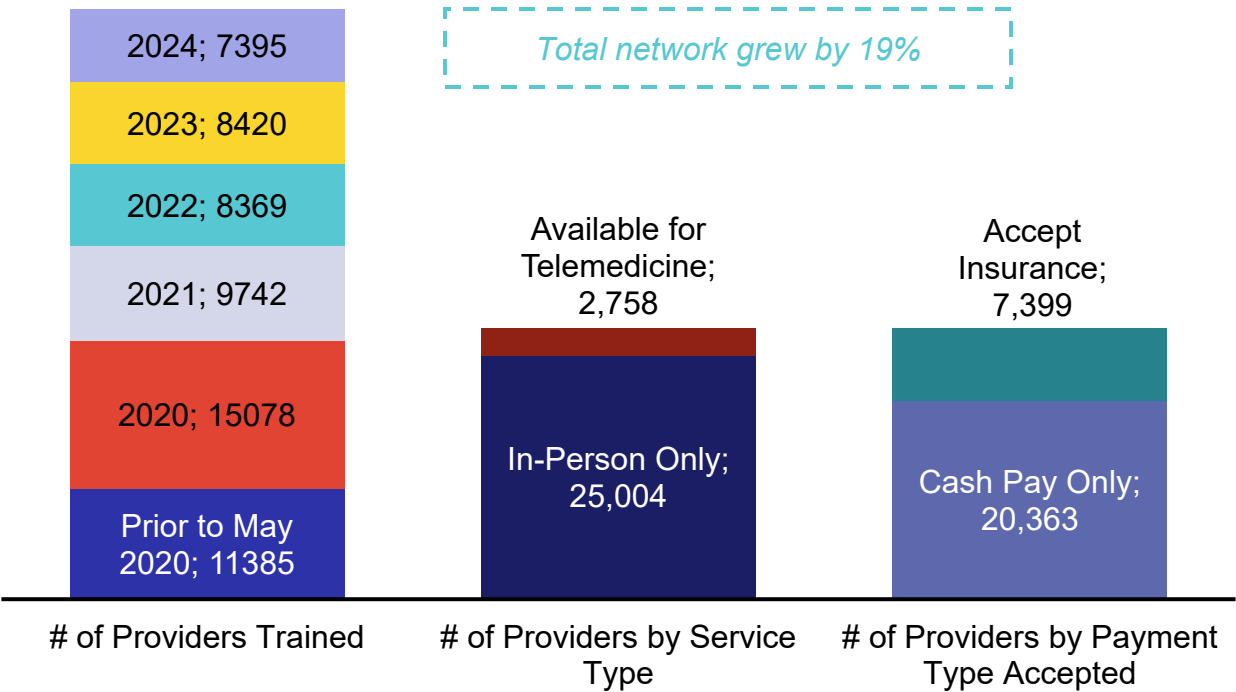 2024; 7395
2023; 8420
2022; 8369
2021; 9742
2020; 15078
Prior to May
2020; 11385
# of Providers Trained
Total network grew by 19%
Available for
Telemedicine;
2,758
In-Person Only;
25,004
# of Providers by Service
Type
Accept
Insurance;
7,399
Cash Pay Only;
20,363
# of Providers by Payment
Type Accepted